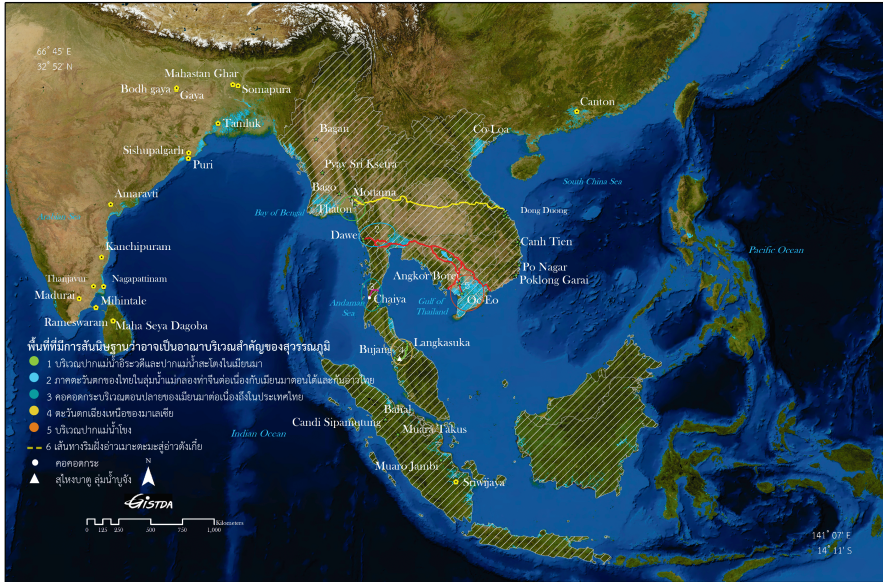 66° 45' E
32° 52' N
Mahastan Ghar
Bodh gaya
Gaya
Somapura
Canton
Tamluk
Co Loa
Bagan
Sishupalgarh
Puri
Pyay Sri Ksetra
South China Sea
Bago
Mottama
Amaravti
Thaton
Dong Duong
Bay of Bengal
Dawei
Canh Tien
Pacific Ocean
Kanchipuram
Po Nagar
Angkor Borei
Poklong Garai
Thanjavur
Nagapattinam
3
5
Madurai
Chaiya
Oc Eo
Mihintale
Andaman
Sea
Gulf of
Thailand
Rameswaram
Maha Seya Dagoba
Langkasuka
พื้นที่ที่มีการสันนิษฐานว่าอาจเป็นอาณาบริเวณสำคัญของสุวรรณภูมิ
Bujang
4
1 บริเวณปากแม่น้ำอิระวดีและปากแม่น้ำสะโตงในเมียนมา
2 ภาคตะวันตกของไทยในลุ่มน้ำแม่กลองท่าจีนต่อเนื่องกับเมียนมาตอนใต้และก้นอ่าวไทย
3 คอคอดกระบริเวณตอนปลายของเมียนมาต่อเนื่องถึงในประเทศไทย
4 ตะวันตกเฉียงเหนือของมาเลเซีย
Bahal
5 บริเวณปากแม่น้ำโขง
Candi Sipamutung
Muara Takus
Indian Ocean
6 เส้นทางริมฝั่งอ่าวเมาะตะมะสู่อ่าวตังเกี๋ย
คอคอดกระ
Muaro Jambi
สุไหงบาตู ลุ่มน้ำบูจัง
N
Sriwijaya
GISTDA
Kilometers
0 125 250 500 750 1,000
141° 07' E
14° 11' S